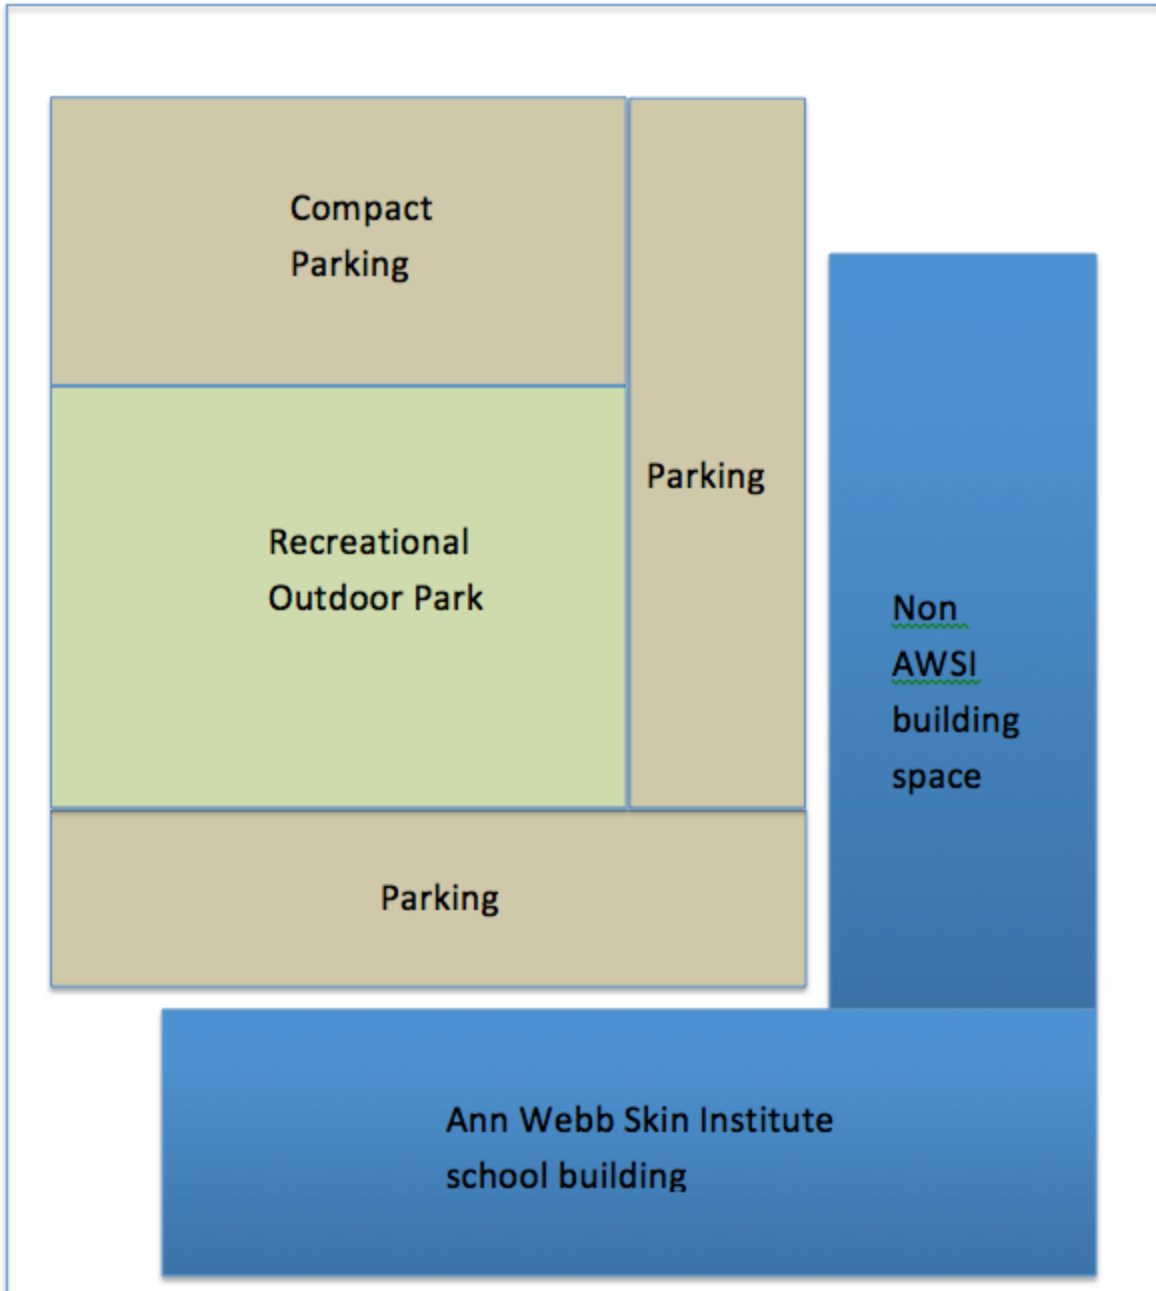 Compact
Parking
Parking
Recreational
Outdoor Park
Non
AWSI
building
space
Parking
Ann Webb Skin Institute
school building